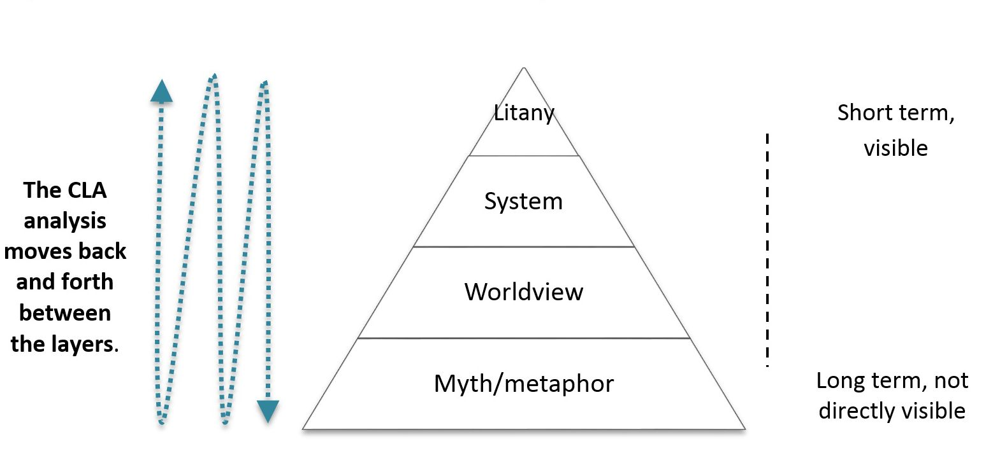 The CLA
analysis
moves back
and forth
between
the layers.
Litany
System
Worldview
Myth/metaphor
Short term,
visible
Long term, not
directly visible